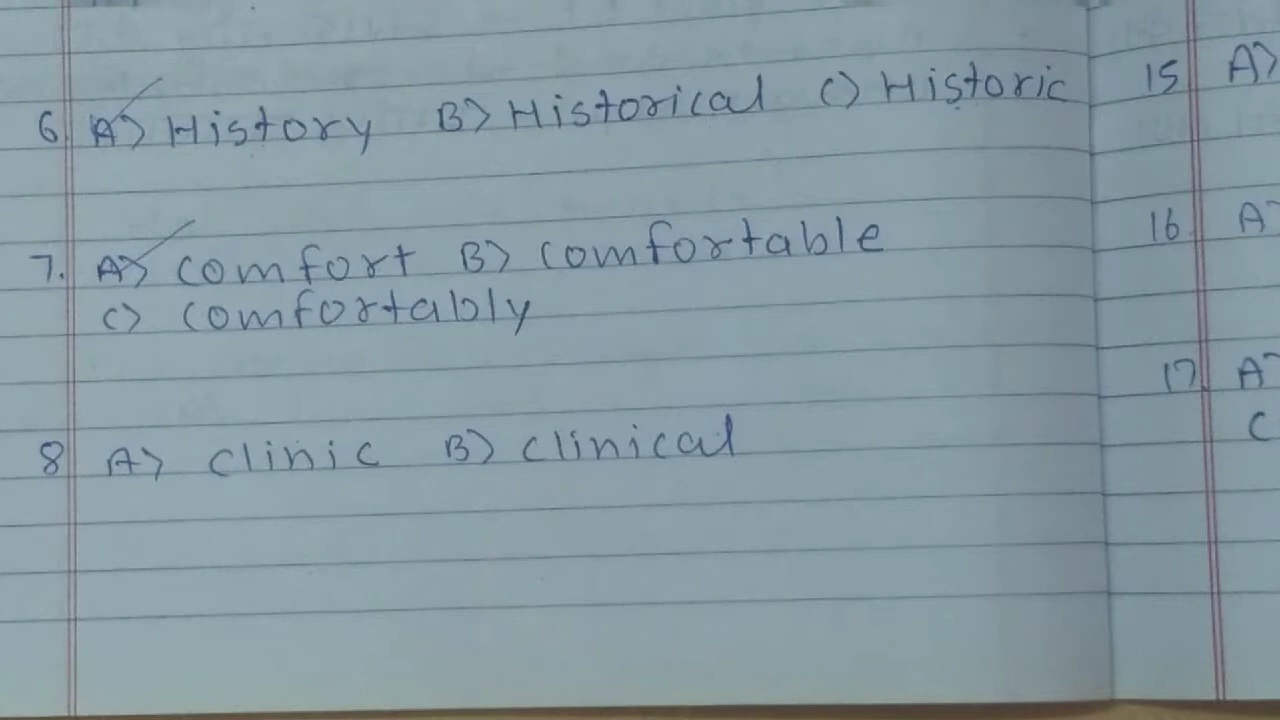 6. A) History B) Historical C) Historic
7. A) comfort B) comfortable
C) comfortably
8 A) clinic B) clinical
15 A)
16. A)
17. A)
C